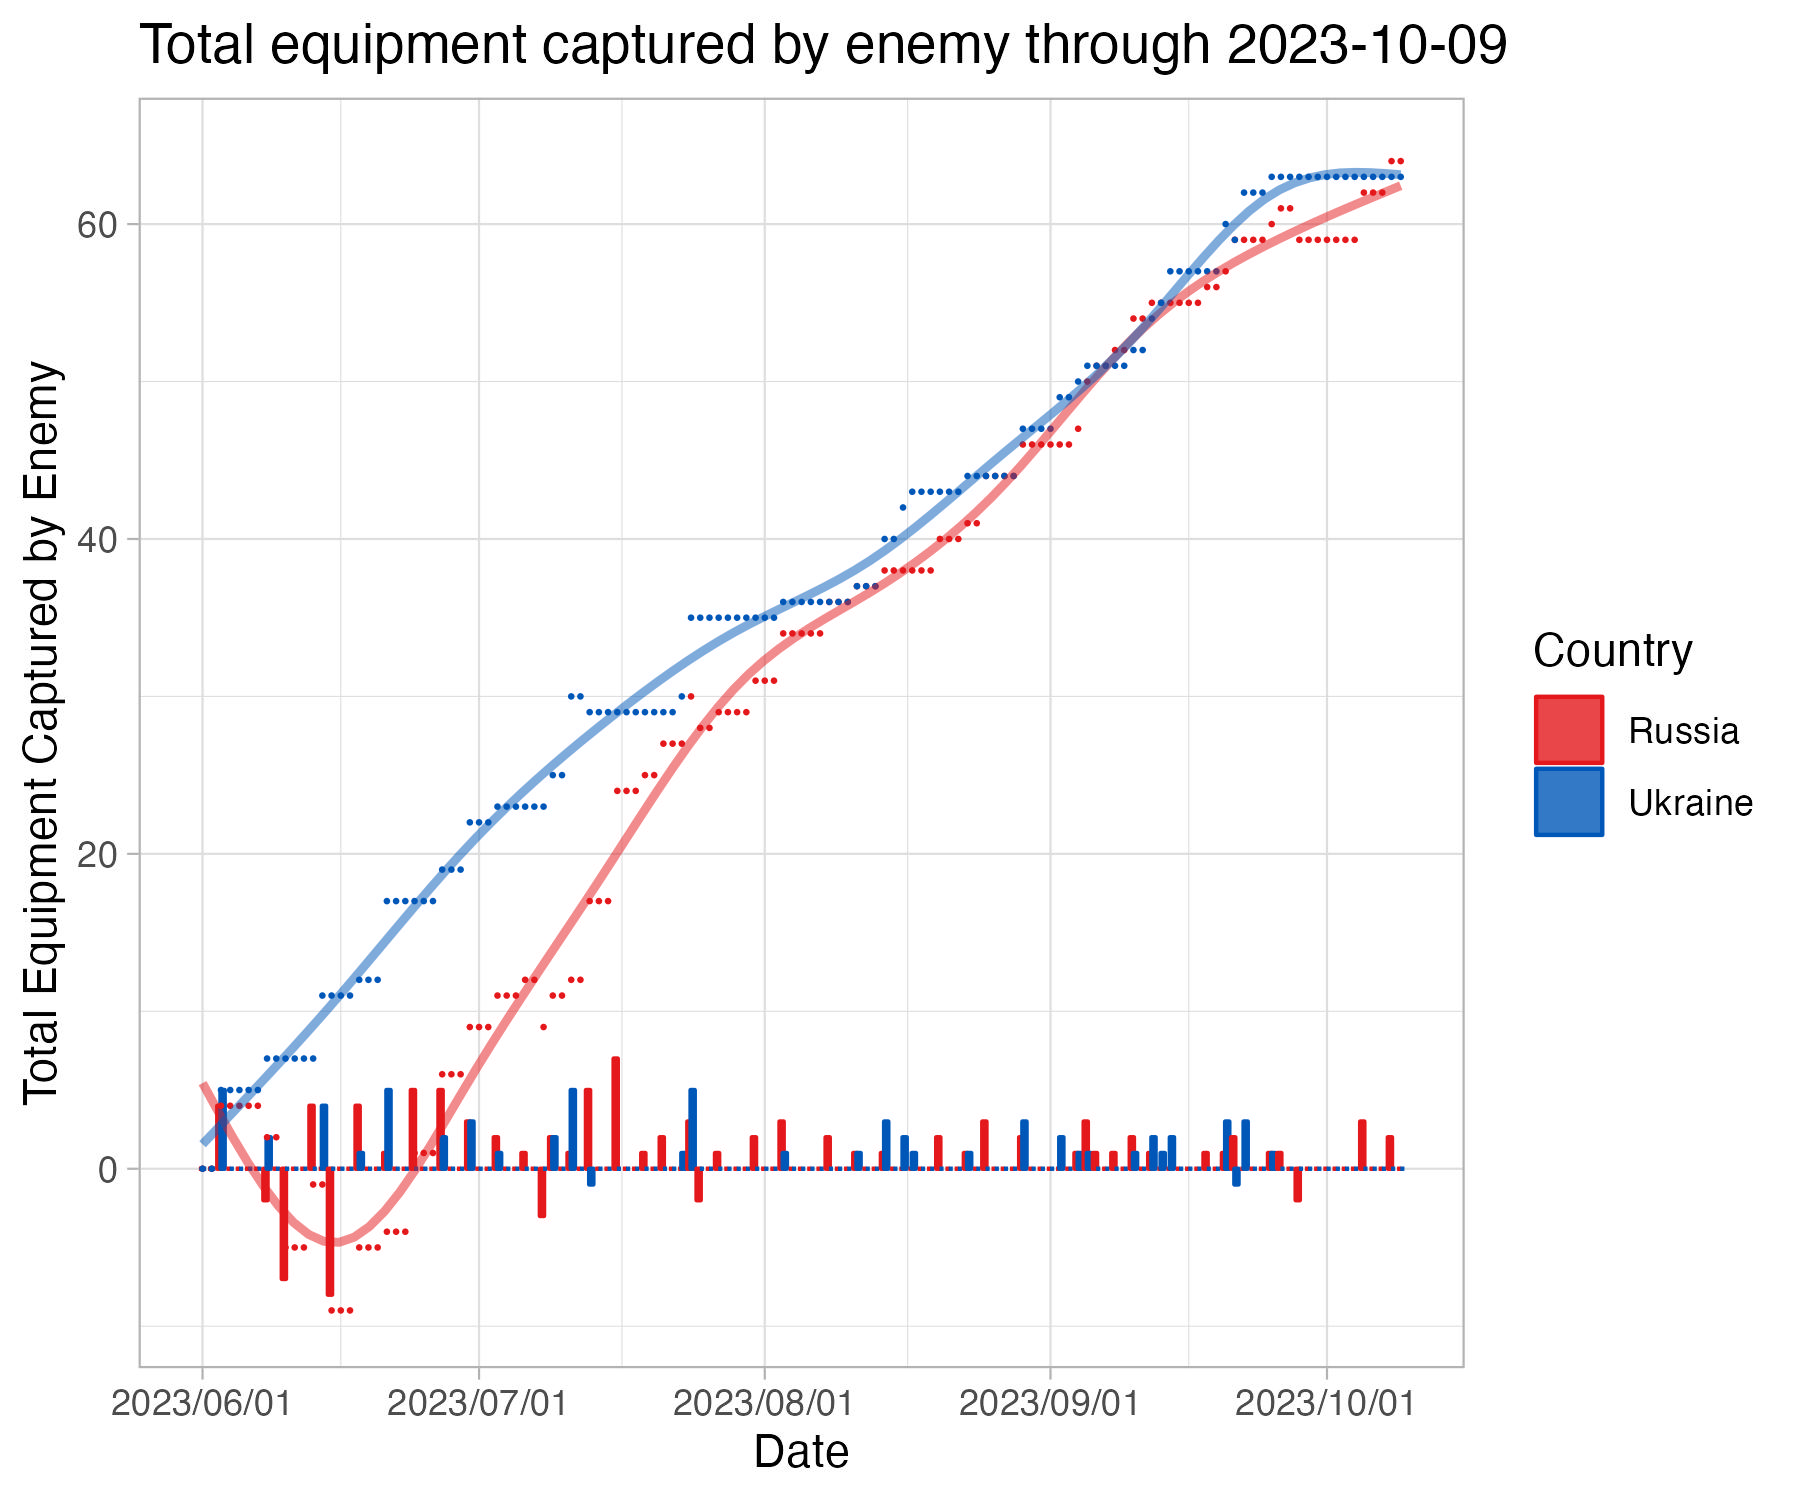 Total equipment captured by enemy through 2023-10-09
Total Equipment Captured by Enemy
60
40
20
0
2023/06/01
2023/07/01
2023/08/01
2023/09/01
2023/10/01
Date
Country
Russia
Ukraine